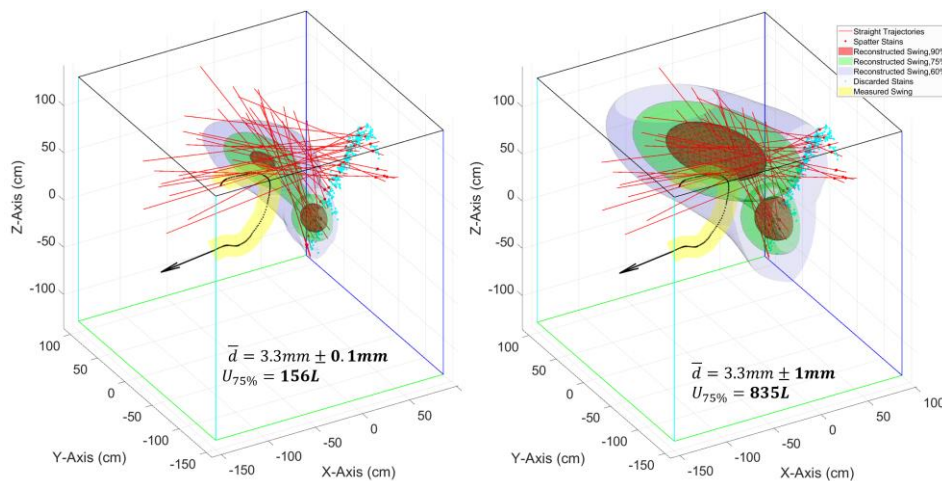 100
50
0
-50
-100
Z-Axis (cm)
100
50
0
-50
-100
-150
Y-Axis (cm)
-150
-100
-50
0
50
X-Axis (cm)
d̅ = 3.3mm ± 0.1mm
U75% = 156L
Straight Trajectories
Spatter Stains
Reconstructed Swing,90%
Reconstructed Swing,75%
Reconstructed Swing,60%
Discarded Stains
Measured Swing
100
50
0
-50
-100
Z-Axis (cm)
100
50
0
-50
-100
-150
Y-Axis (cm)
-150
-100
-50
0
50
100
X-Axis (cm)
d̅ = 3.3mm ± 1mm
U75% = 835L